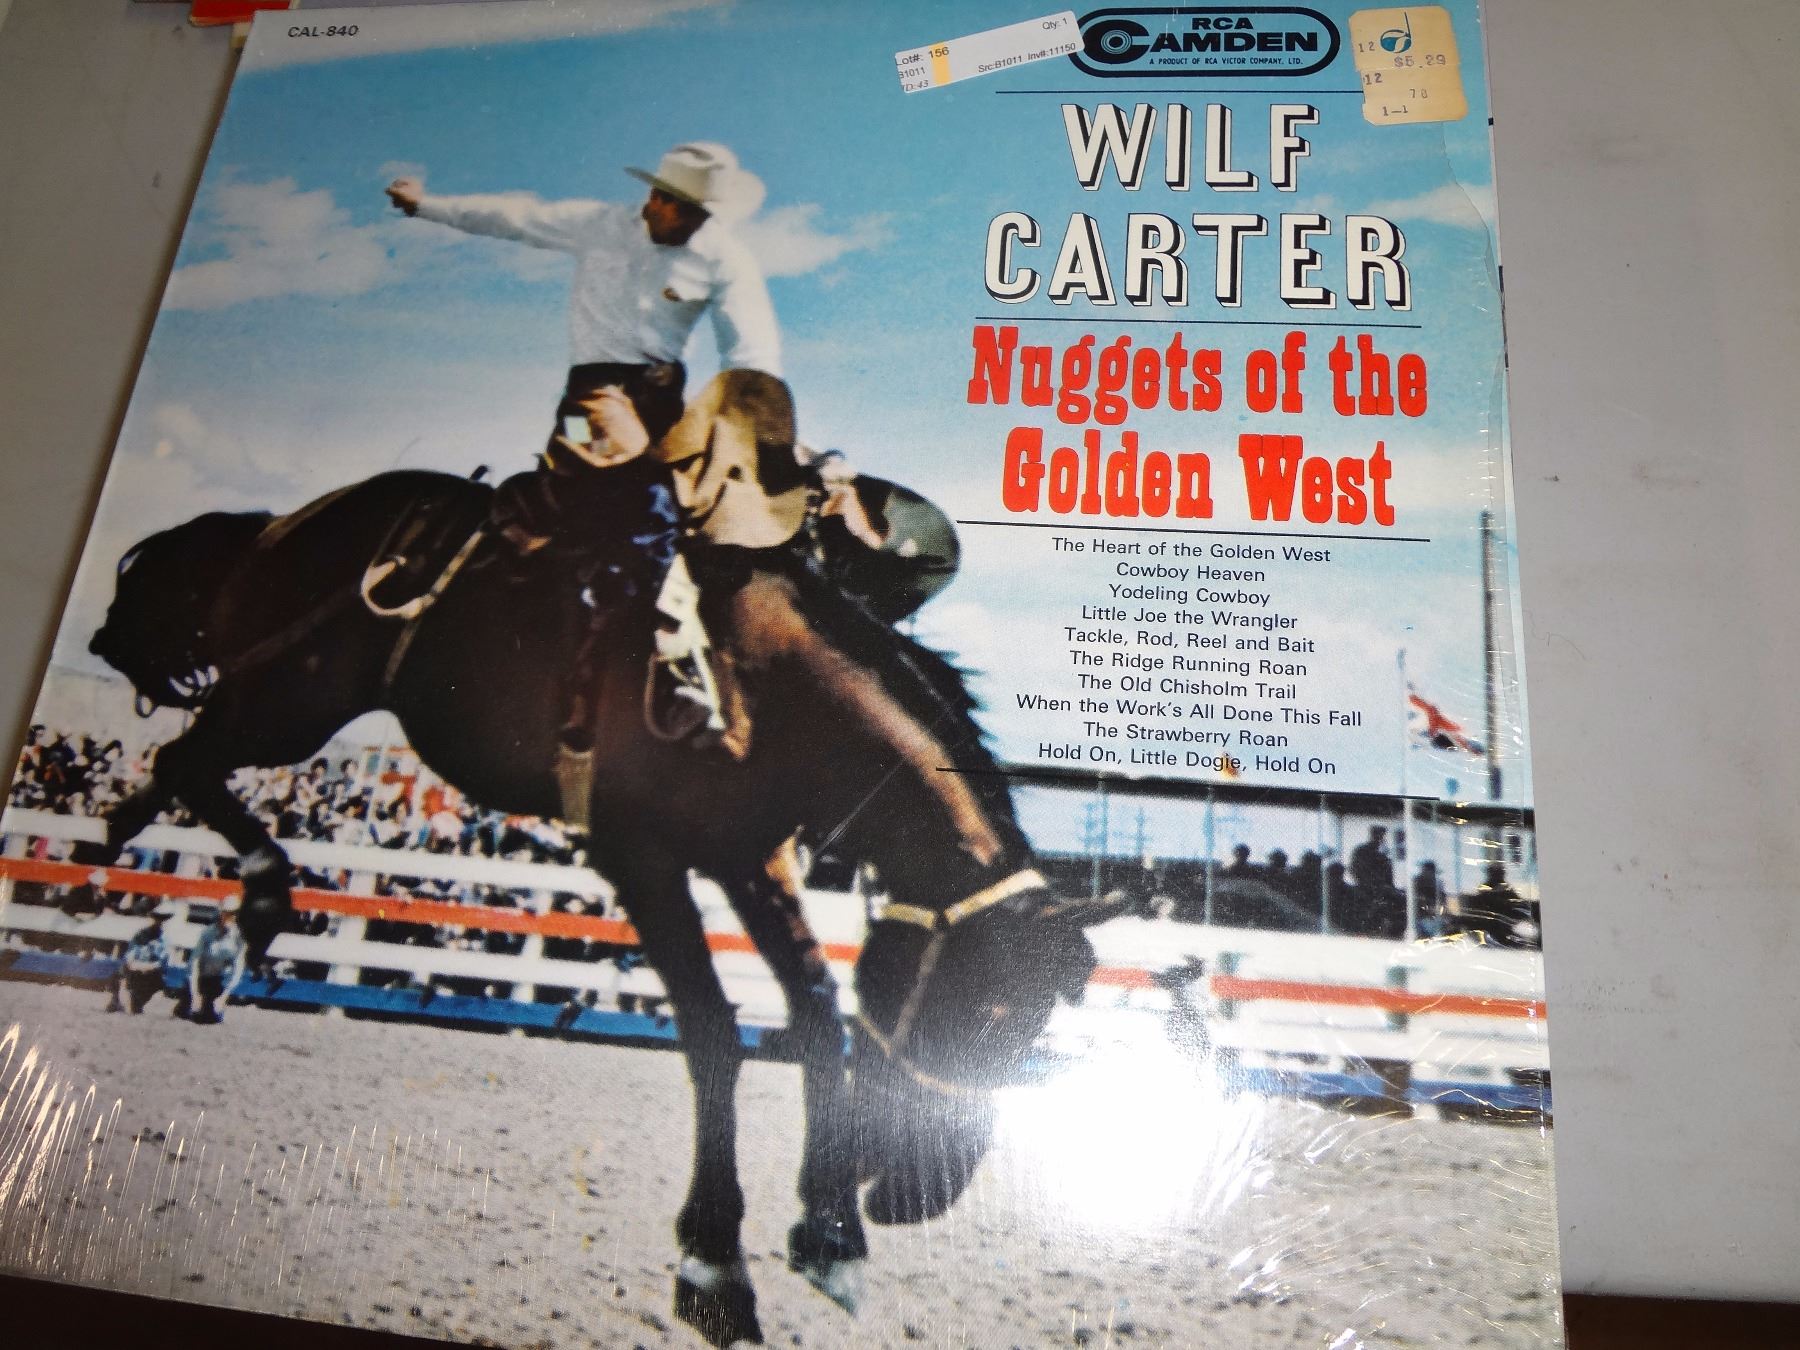 CAL-840
Lot#: 156
Qty: 1
B1011
Src:B1011 Inv#:11150
ID: 43
RCA
CAMDEN
A PRODUCT OF RCA VICTOR COMPANY, LTD.
12
$5.29
12
78
1-1
WILF
CARTER
Nuggets of the
Golden West
The Heart of the Golden West
Cowboy Heaven
Yodeling Cowboy
Little Joe the Wrangler
Tackle, Rod, Reel and Bait
The Ridge Running Roan
The Old Chisholm Trail
When the Work's All Done This Fall
The Strawberry Roan
Hold On, Little Dogie, Hold On